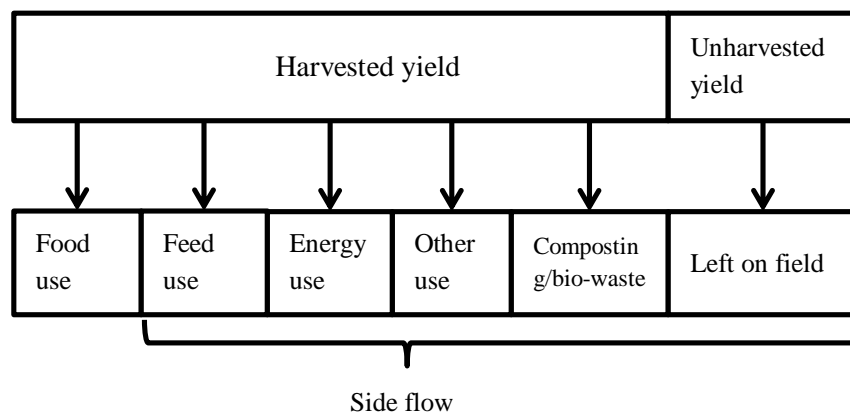 Harvested yield
Unharvested
yield
Food
use
Feed
use
Energy
use
Other
use
Compostin
g/bio-waste
Left on field
Side flow